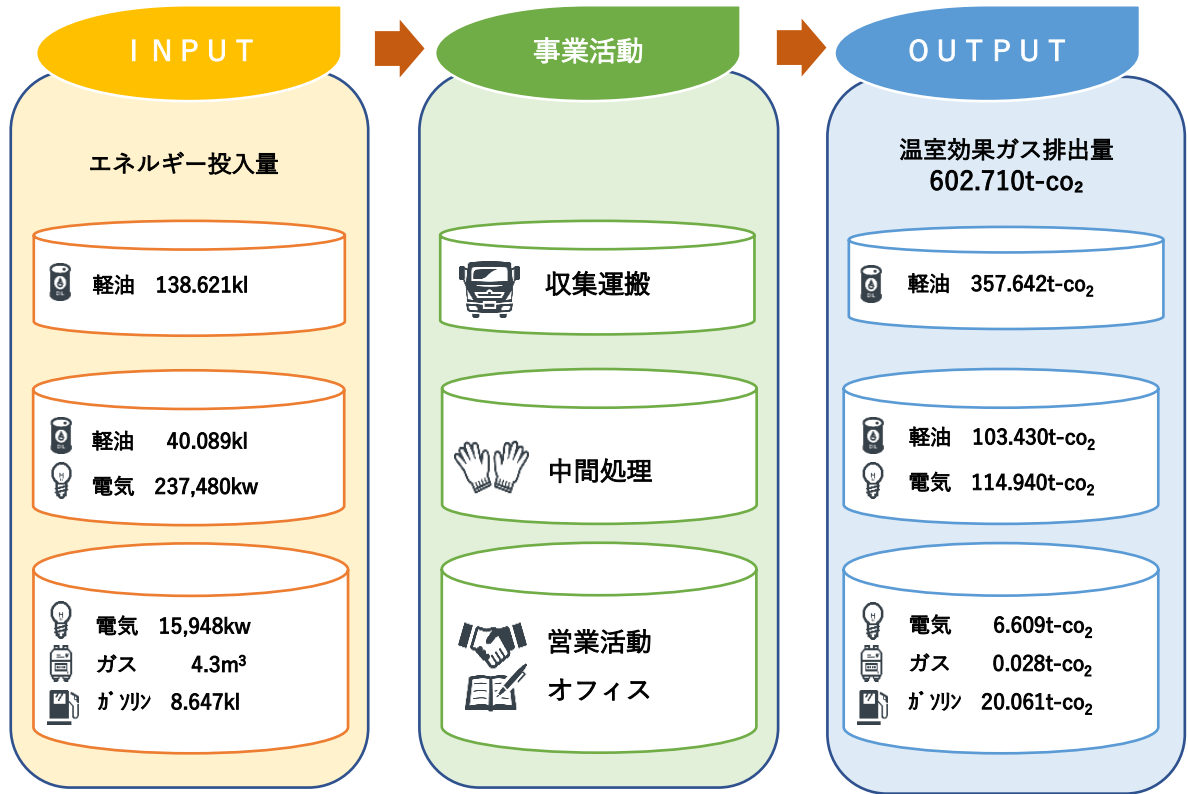 INPUT
事業活動
OUTPUT
エネルギー投入量
温室効果ガス排出量
602.710t-co₂
軽油 138.621kl
収集運搬
軽油 357.642t-co₂
軽油 40.089kl
電気 237,480kw
中間処理
軽油 103.430t-co₂
電気 114.940t-co₂
電気 15,948kw
ガス 4.3m³
ガソリン 8.647kl
営業活動
オフィス
電気 6.609t-co₂
ガス 0.028t-co₂
ガソリン 20.061t-co₂